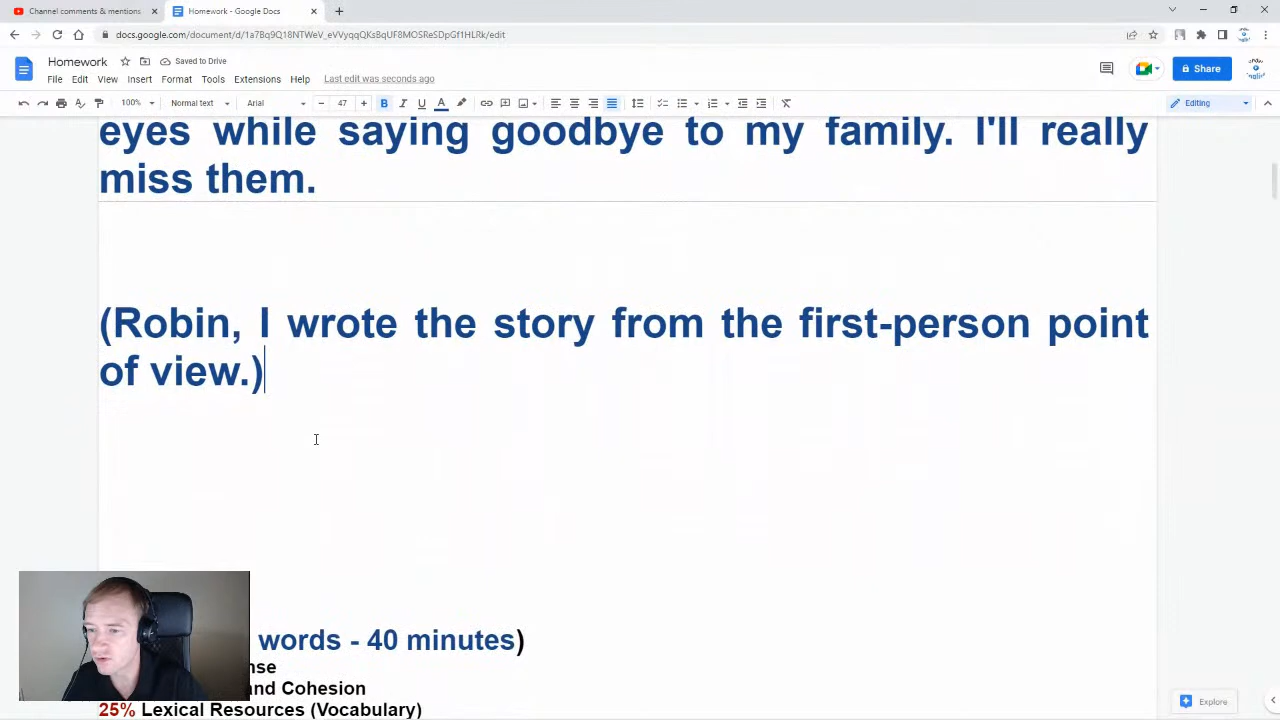 Channel comments & mentions
Homework - Google Docs
docs.google.com/document/d/1a7Bq9Q18NTWeV_eVVyqqQKsBqUF8MOSReSDpGf1HLRk/edit
Homework
Saved to Drive
File Edit View Insert Format Tools Extensions Help Last edit was seconds ago
Share
100% Normal text Arial 47 Editing
eyes while saying goodbye to my family. I'll really
miss them.
(Robin, I wrote the story from the first-person point
of view.)
words - 40 minutes)
nse
and Cohesion
25% Lexical Resources (Vocabulary)
Explore